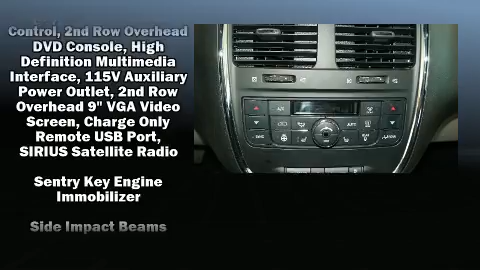 Control, 2nd Row Overhead
DVD Console, High
Definition Multimedia
Interface, 115V Auxiliary
Power Outlet, 2nd Row
Overhead 9" VGA Video
Screen, Charge Only
Remote USB Port,
SIRIUS Satellite Radio
Sentry Key Engine
Immobilizer
Side Impact Beams